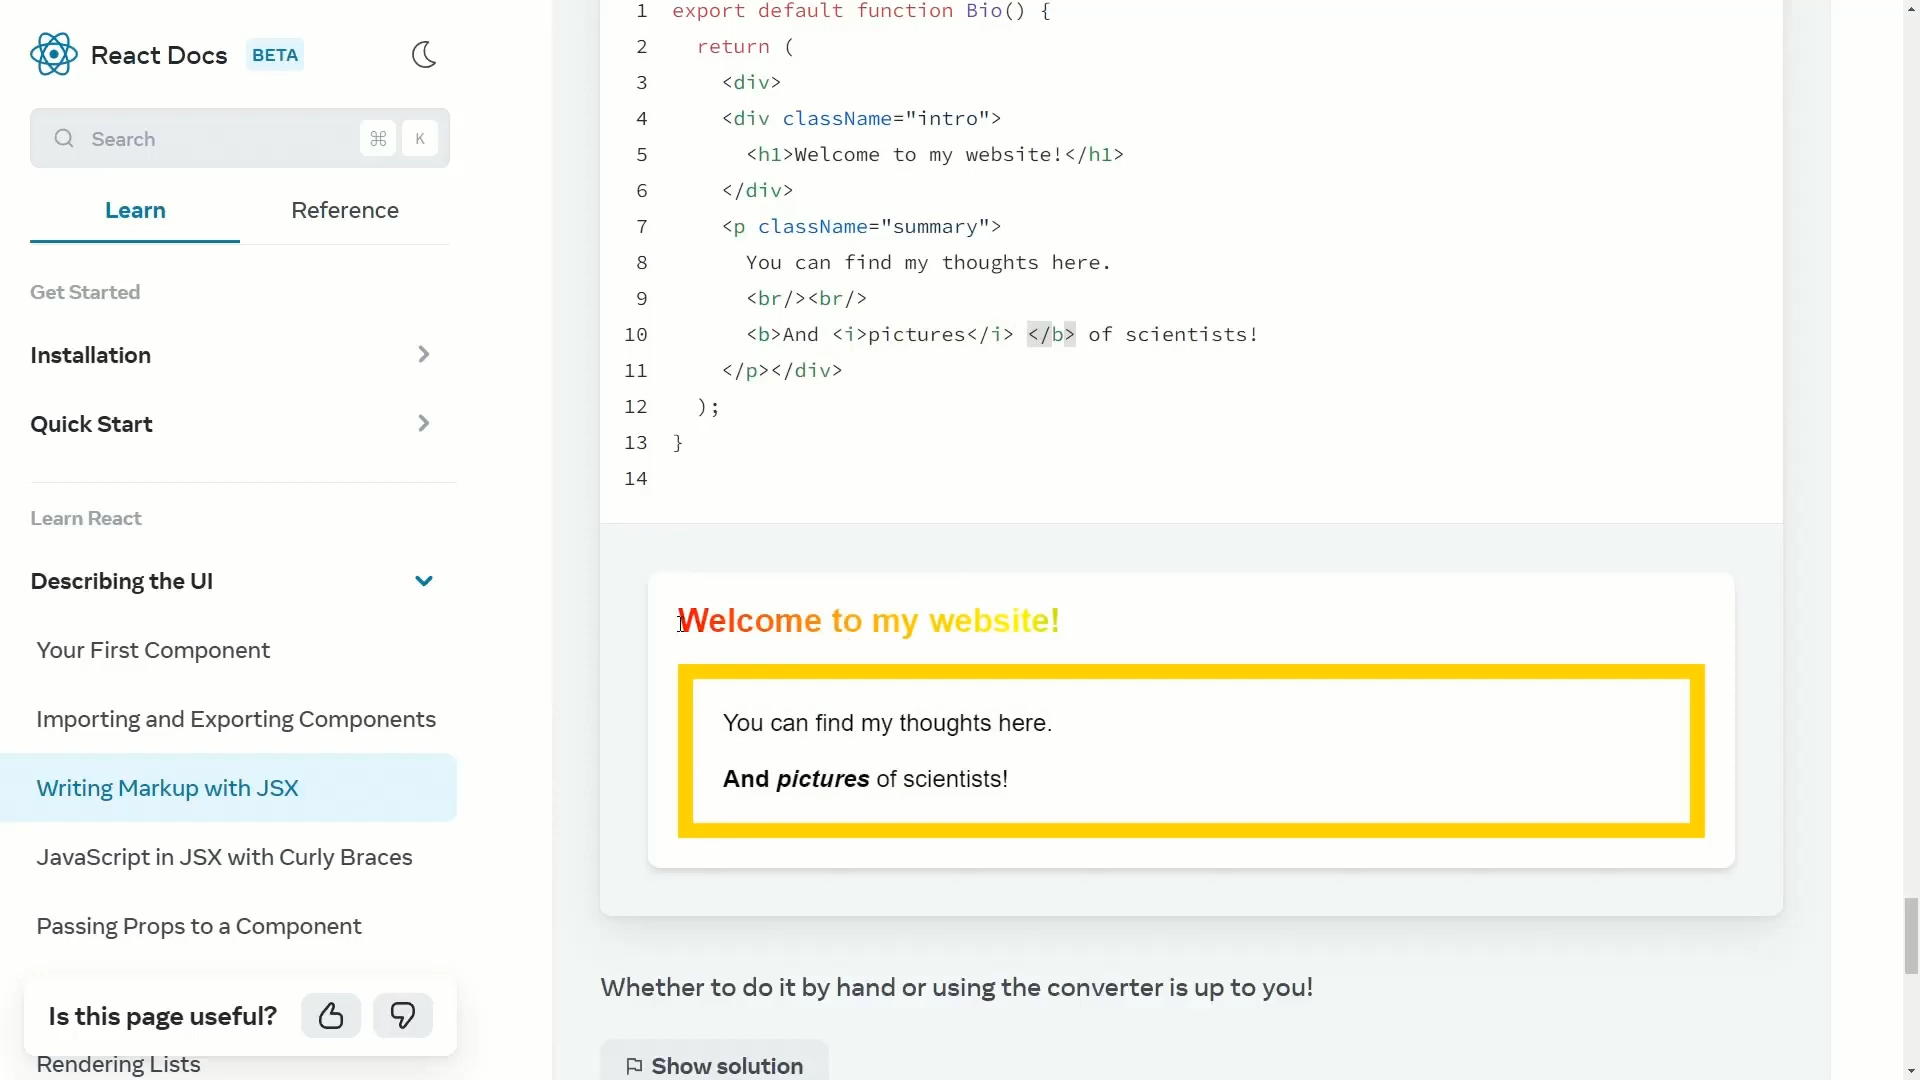 React Docs BETA
Search ⌘ K
Learn Reference
Get Started
Installation
Quick Start
Learn React
Describing the UI
Your First Component
Importing and Exporting Components
Writing Markup with JSX
JavaScript in JSX with Curly Braces
Passing Props to a Component
Is this page useful?
Rendering Lists
1 export default function Bio() {
2 return (
3 <div>
4 <div className="intro">
5 <h1>Welcome to my website!</h1>
6 </div>
7 <p className="summary">
8 You can find my thoughts here.
9 <br/><br/>
10 <b>And <i>pictures</i> </b> of scientists!
11 </p></div>
12 );
13 }
14
Welcome to my website!
You can find my thoughts here.
And pictures of scientists!
Whether to do it by hand or using the converter is up to you!
Show solution